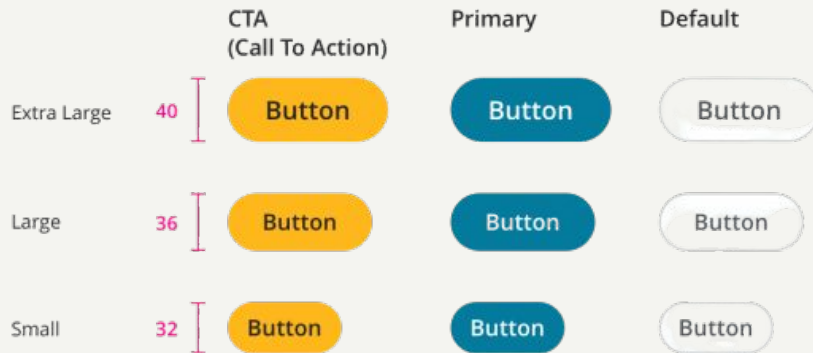 CTA
(Call To Action)
Primary
Default
Extra Large
40
Button
Button
Button
Large
36
Button
Button
Button
Small
32
Button
Button
Button